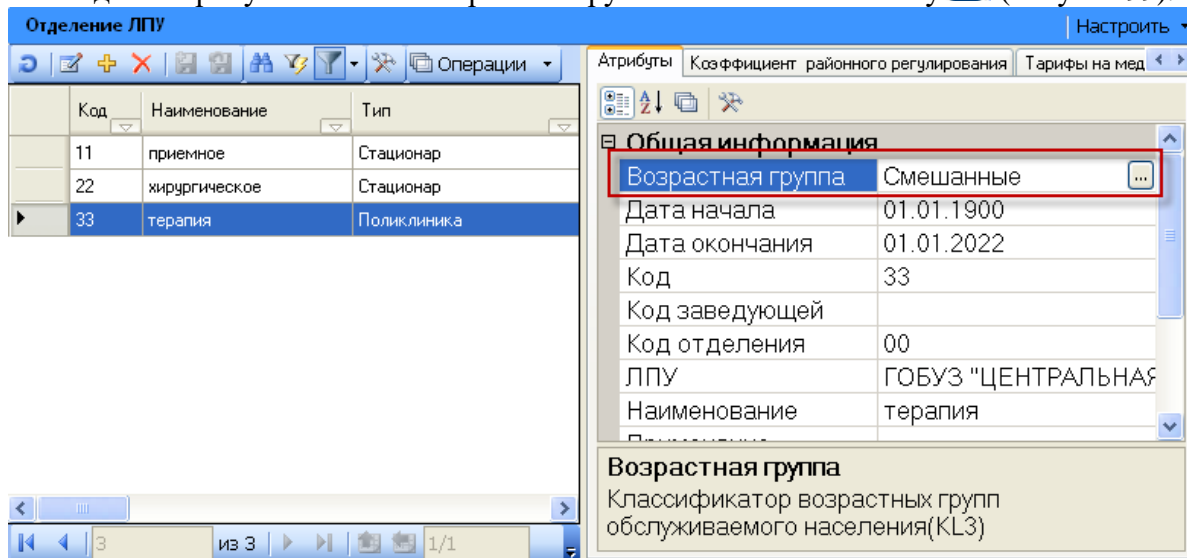 Отделение ЛПУ
Настроить
Операции
Код Наименование Тип
11 приемное Стационар
22 хирургическое Стационар
33 терапия Поликлиника
3 из 3 1/1
Атрибуты Коэффициент районного регулирования Тарифы на мед
Общая информация
Возрастная группа Смешанные ...
Дата начала 01.01.1900
Дата окончания 01.01.2022
Код 33
Код заведующей
Код отделения 00
ЛПУ ГОБУЗ "ЦЕНТРАЛЬНАЯ
Наименование терапия
Возрастная группа
Классификатор возрастных групп
обслуживаемого населения(KL3)